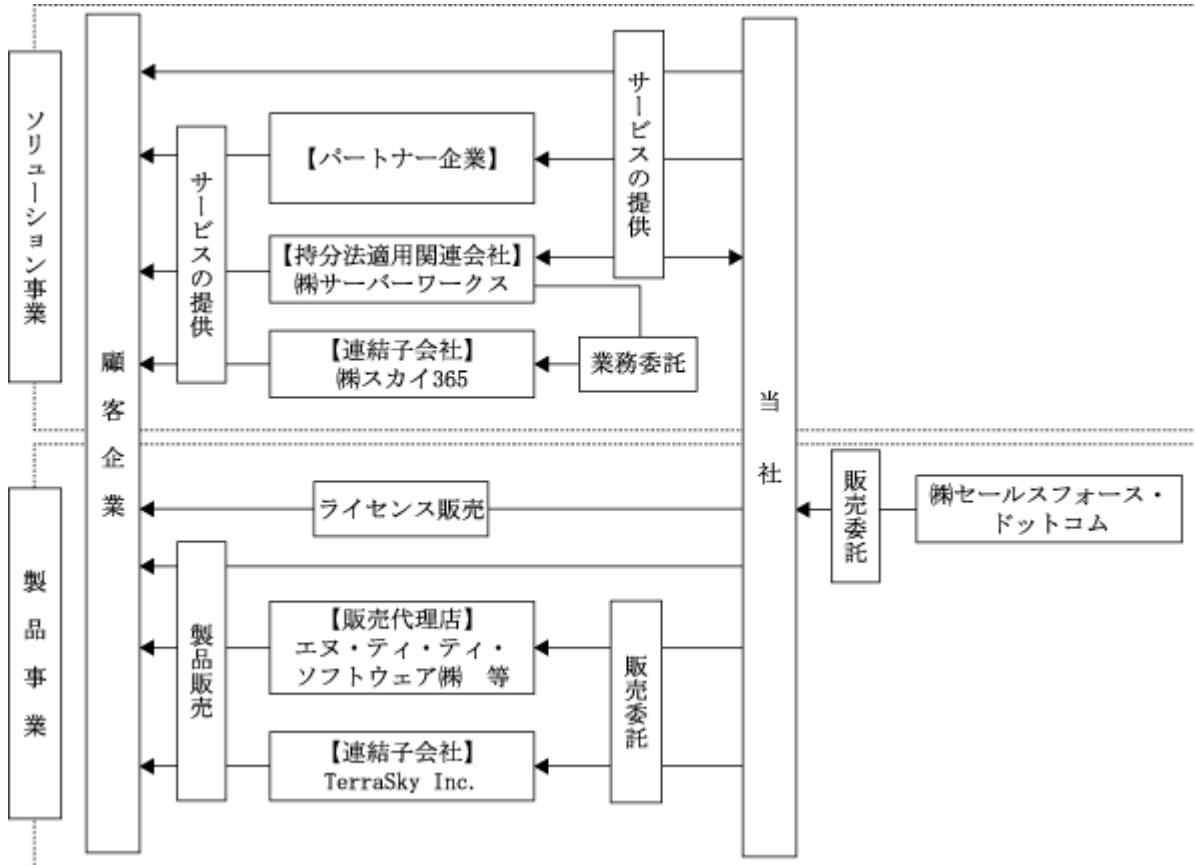 ソリューション事業
顧客企業
サービスの提供
【パートナー企業】
【持分法適用関連会社】
㈱サーバーワークス
【連結子会社】
㈱スカイ365
サービスの提供
業務委託
当社
製品事業
ライセンス販売
製品販売
【販売代理店】
エヌ・ティ・ティ・
ソフトウェア㈱ 等
【連結子会社】
TerraSky Inc.
販売委託
販売委託
㈱セールスフォース・
ドットコム